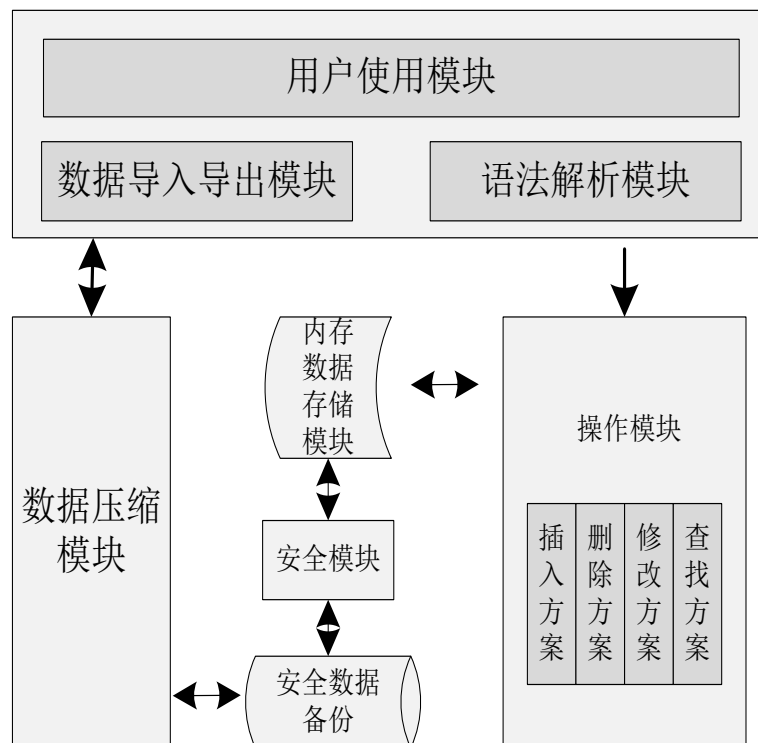 用户使用模块
数据导入导出模块
语法解析模块
内存
数据
存储
模块
操作模块
数据压缩
模块
安全模块
插入方案
删除方案
修改方案
查找方案
安全数据
备份